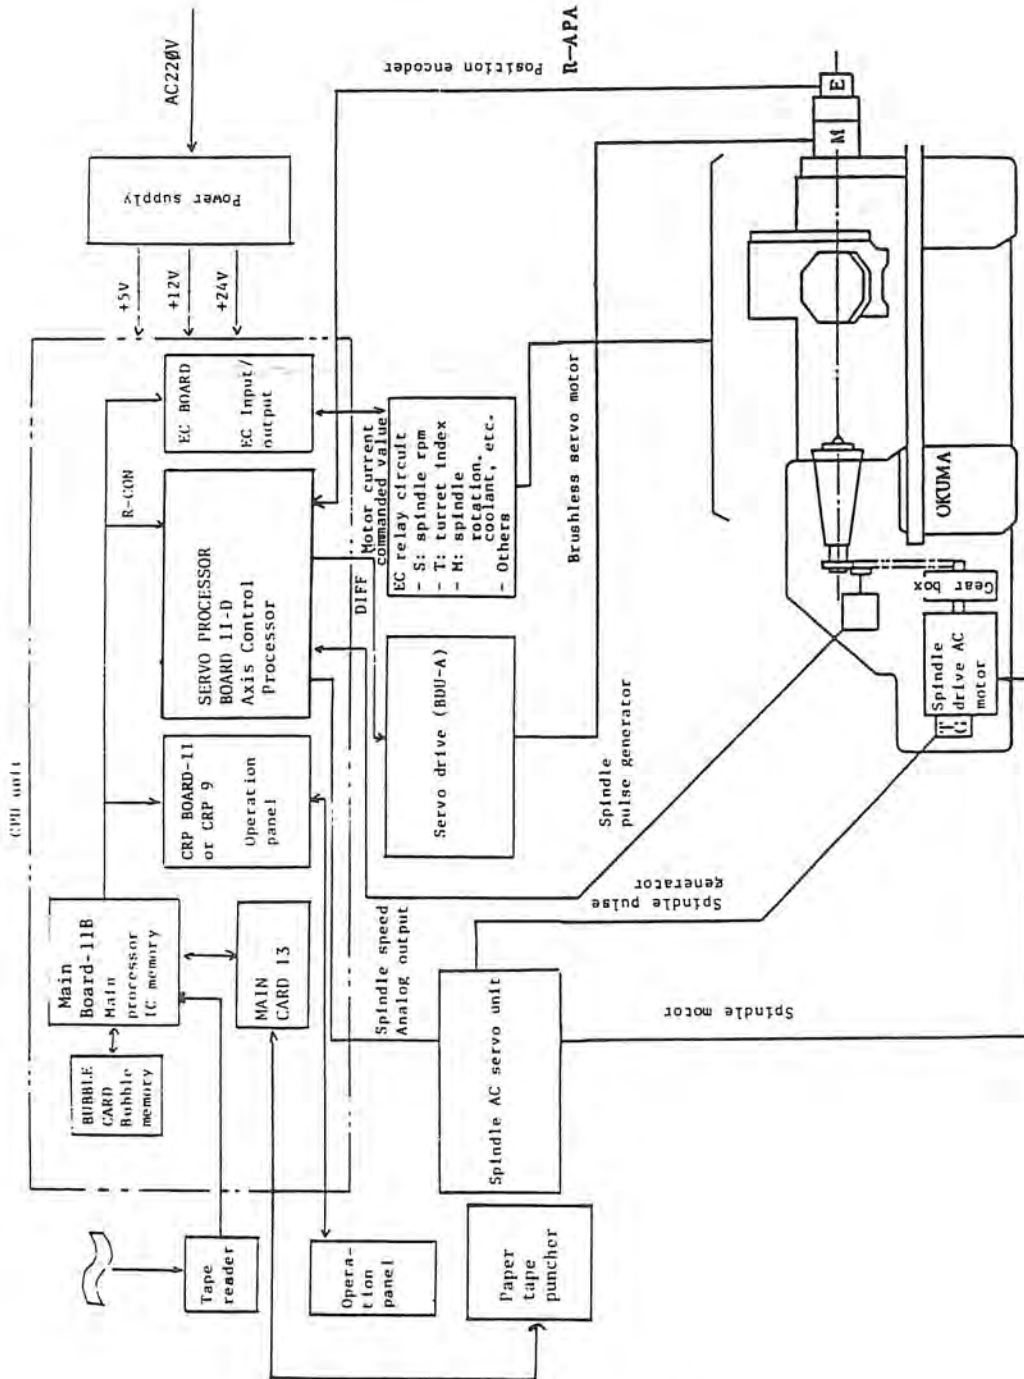 CPU unit
BUBBLE
CARD
Bubble
memory
Main
Board-11B
Main
processor
IC memory
MAIN
CARD 13
CRP BOARD-11
or CRP 9
Operation
panel
SERVO PROCESSOR
BOARD 11-D
Axis Control
Processor
R-CON
EC BOARD
EC Input/
output
+5V
+12V
+24V
Power supply
AC220V
Tape
reader
Opera-
tion
panel
Paper
tape
puncher
Spindle speed
Analog output
Spindle AC servo unit
Servo drive (BDU-A)
DIFF
Motor current
commanded value
EC relay circuit
- S: spindle rpm
- T: turret index
- M: spindle
rotation.
coolant, etc.
- Others
Position encoder
R-APA
Brushless servo motor
Spindle
pulse generator
Spindle pulse
generator
Spindle motor
E
M
OKUMA
Gear
box
Spindle
drive AC
motor